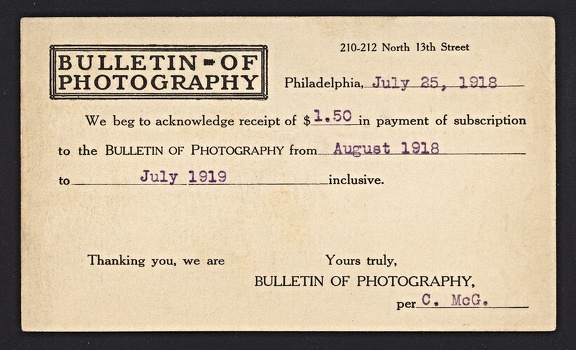 BULLETIN OF
PHOTOGRAPHY
210-212 North 13th Street
Philadelphia, July 25, 1918
We beg to acknowledge receipt of $1.50 in payment of subscription
to the BULLETIN OF PHOTOGRAPHY from August 1918
to July 1919 inclusive.
Thanking you, we are Yours truly,
BULLETIN OF PHOTOGRAPHY,
per C. McG.